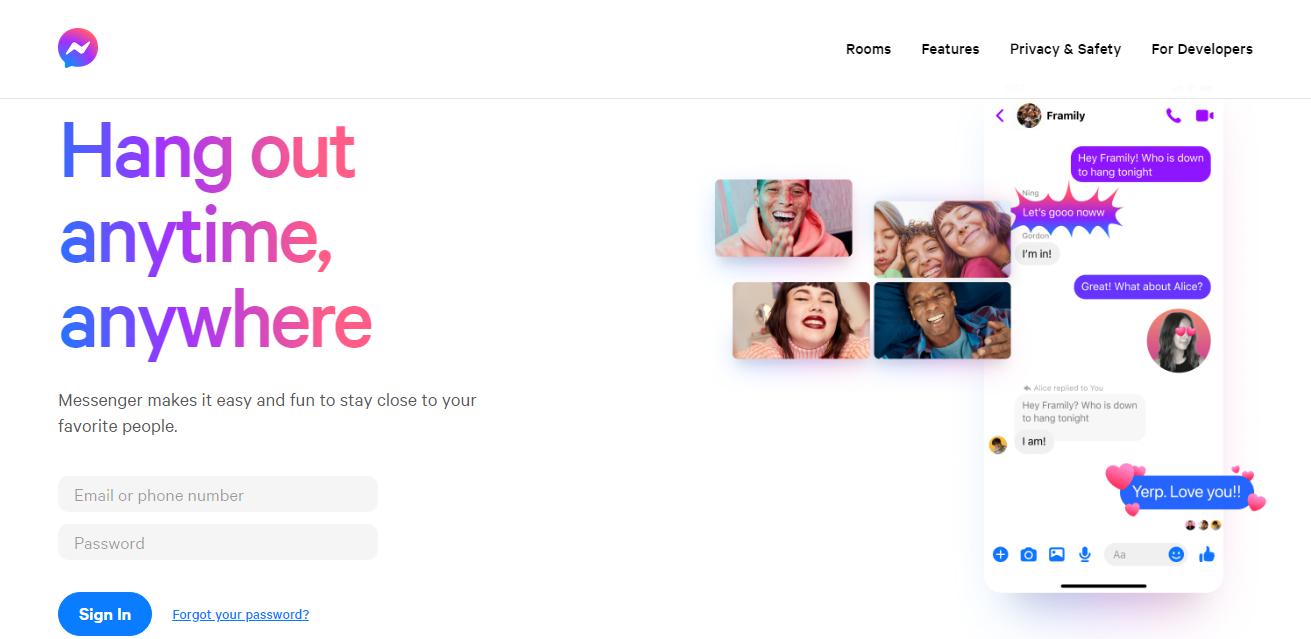 Rooms
Features
Privacy & Safety
For Developers
Hang out
anytime,
anywhere
Messenger makes it easy and fun to stay close to your
favorite people.
Email or phone number
Password
Sign In
Forgot your password?
Framily
Hey Framily! Who is down
to hang tonight
Ning
Let's gooo noww
Gordon
I'm in!
Great! What about Alice?
Alice replied to You
Hey Framily? Who is down
to hang tonight
I am!
Yerp. Love you!!
Aa